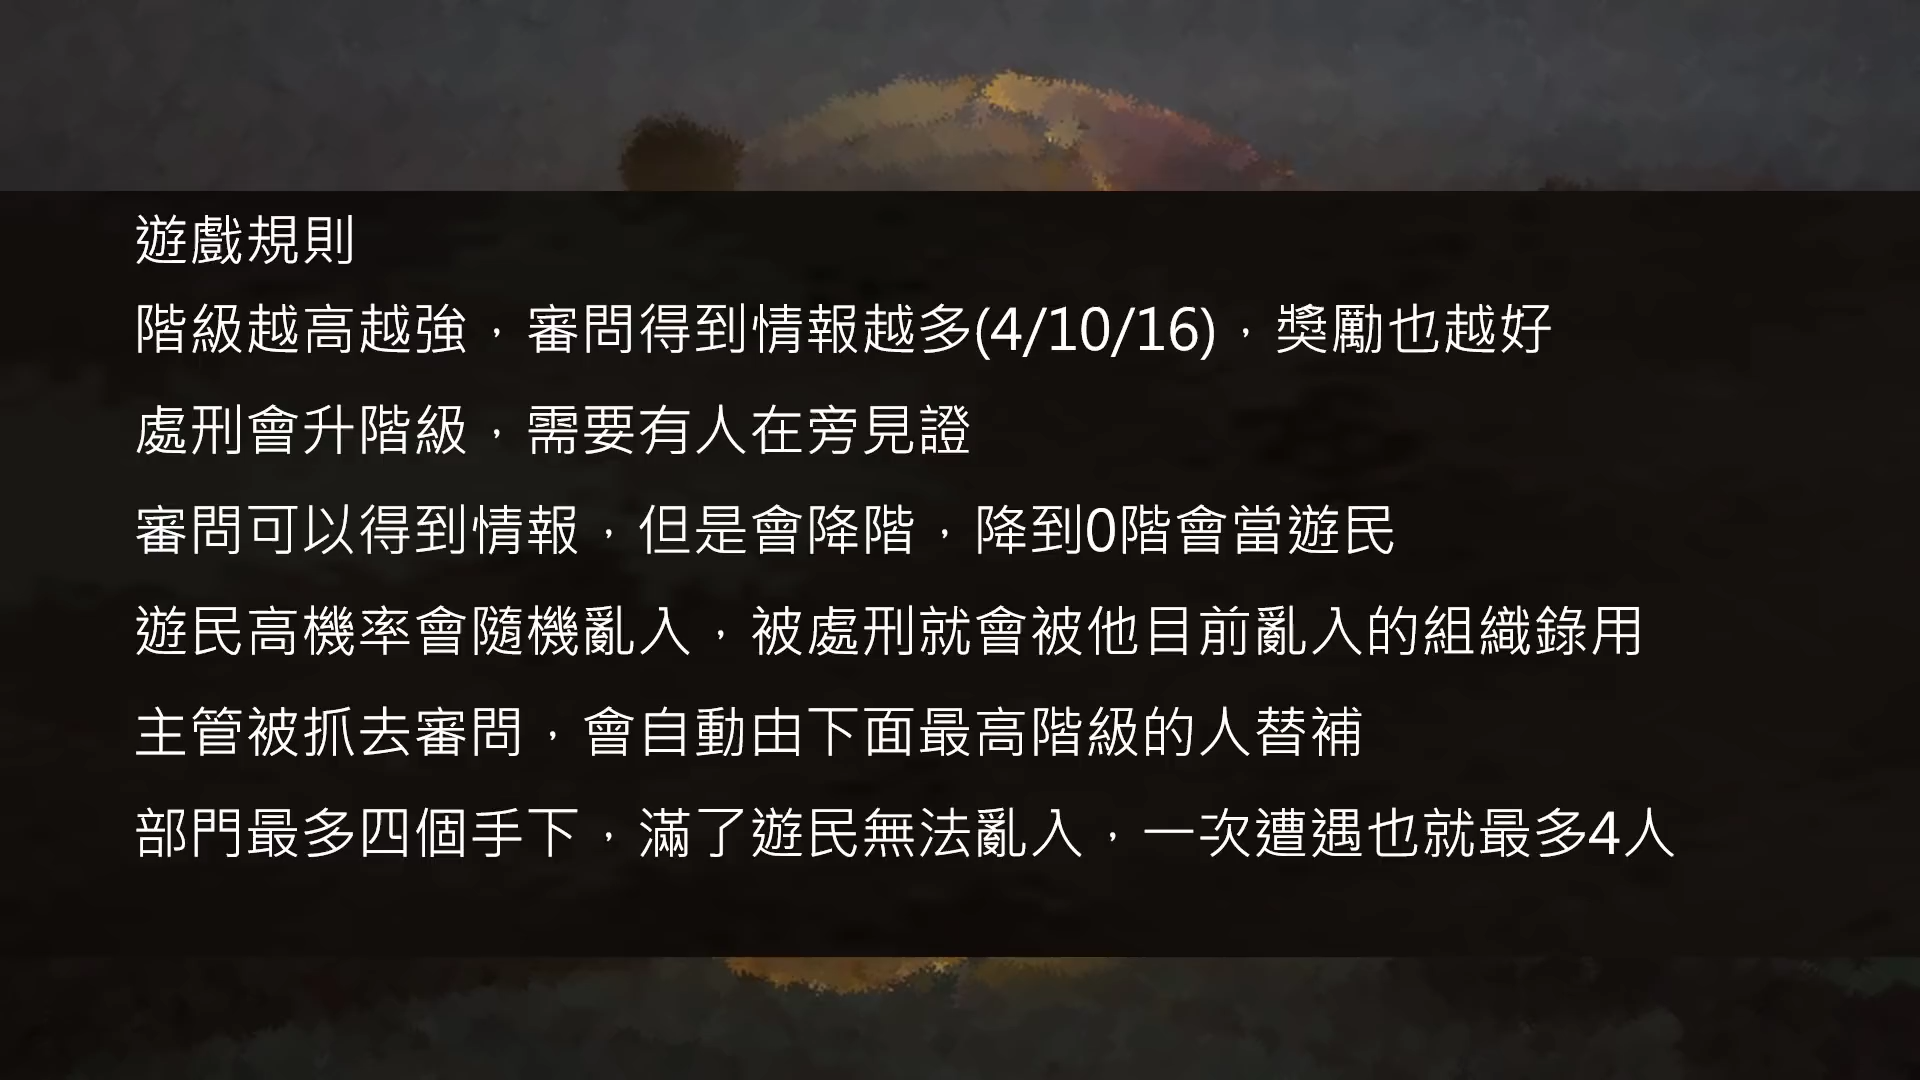 遊戲規則
階級越高越強，審問得到情報越多(4/10/16)，獎勵也越好
處刑會升階級，需要有人在旁見證
審問可以得到情報，但是會降階，降到0階會當遊民
遊民高機率會隨機亂入，被處刑就會被他目前亂入的組織錄用
主管被抓去審問，會自動由下面最高階級的人替補
部門最多四個手下，滿了遊民無法亂入，一次遭遇也就最多4人